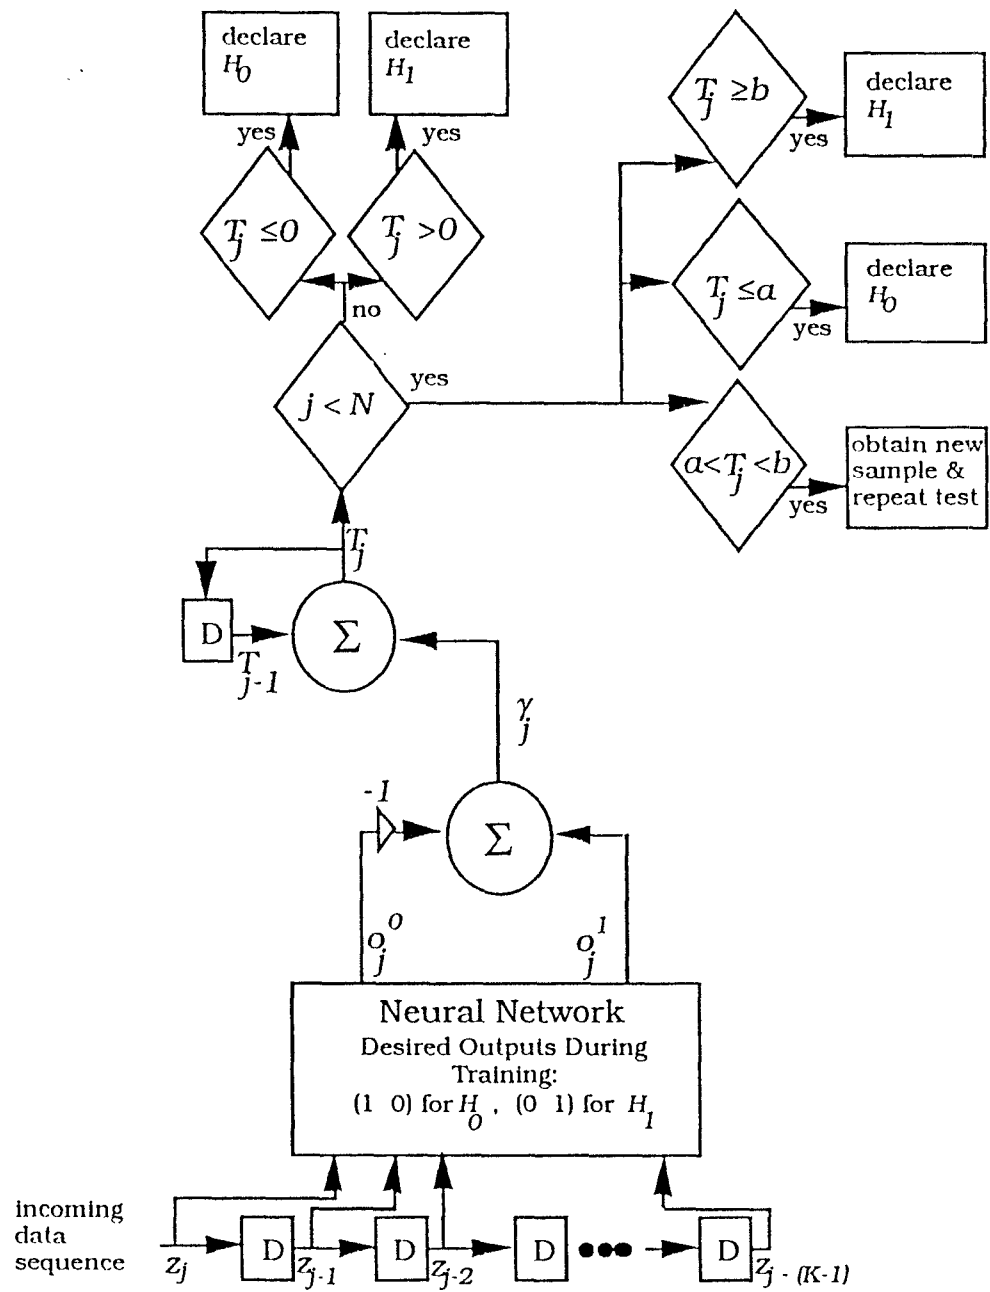 declare
H0
declare
H1
yes
yes
Tj ≤0
Tj >0
no
j < N
yes
Tj ≥b
yes
declare
H1
Tj ≤a
yes
declare
H0
a<Tj <b
yes
obtain new
sample &
repeat test
Tj
D
Tj-1
Σ
γj
-1
Σ
oj0
oj1
Neural Network
Desired Outputs During
Training:
(1 0) for H0 , (0 1) for H1
incoming
data
sequence
zj
D
zj-1
D
zj-2
D
●●●
D
zj - (K-1)